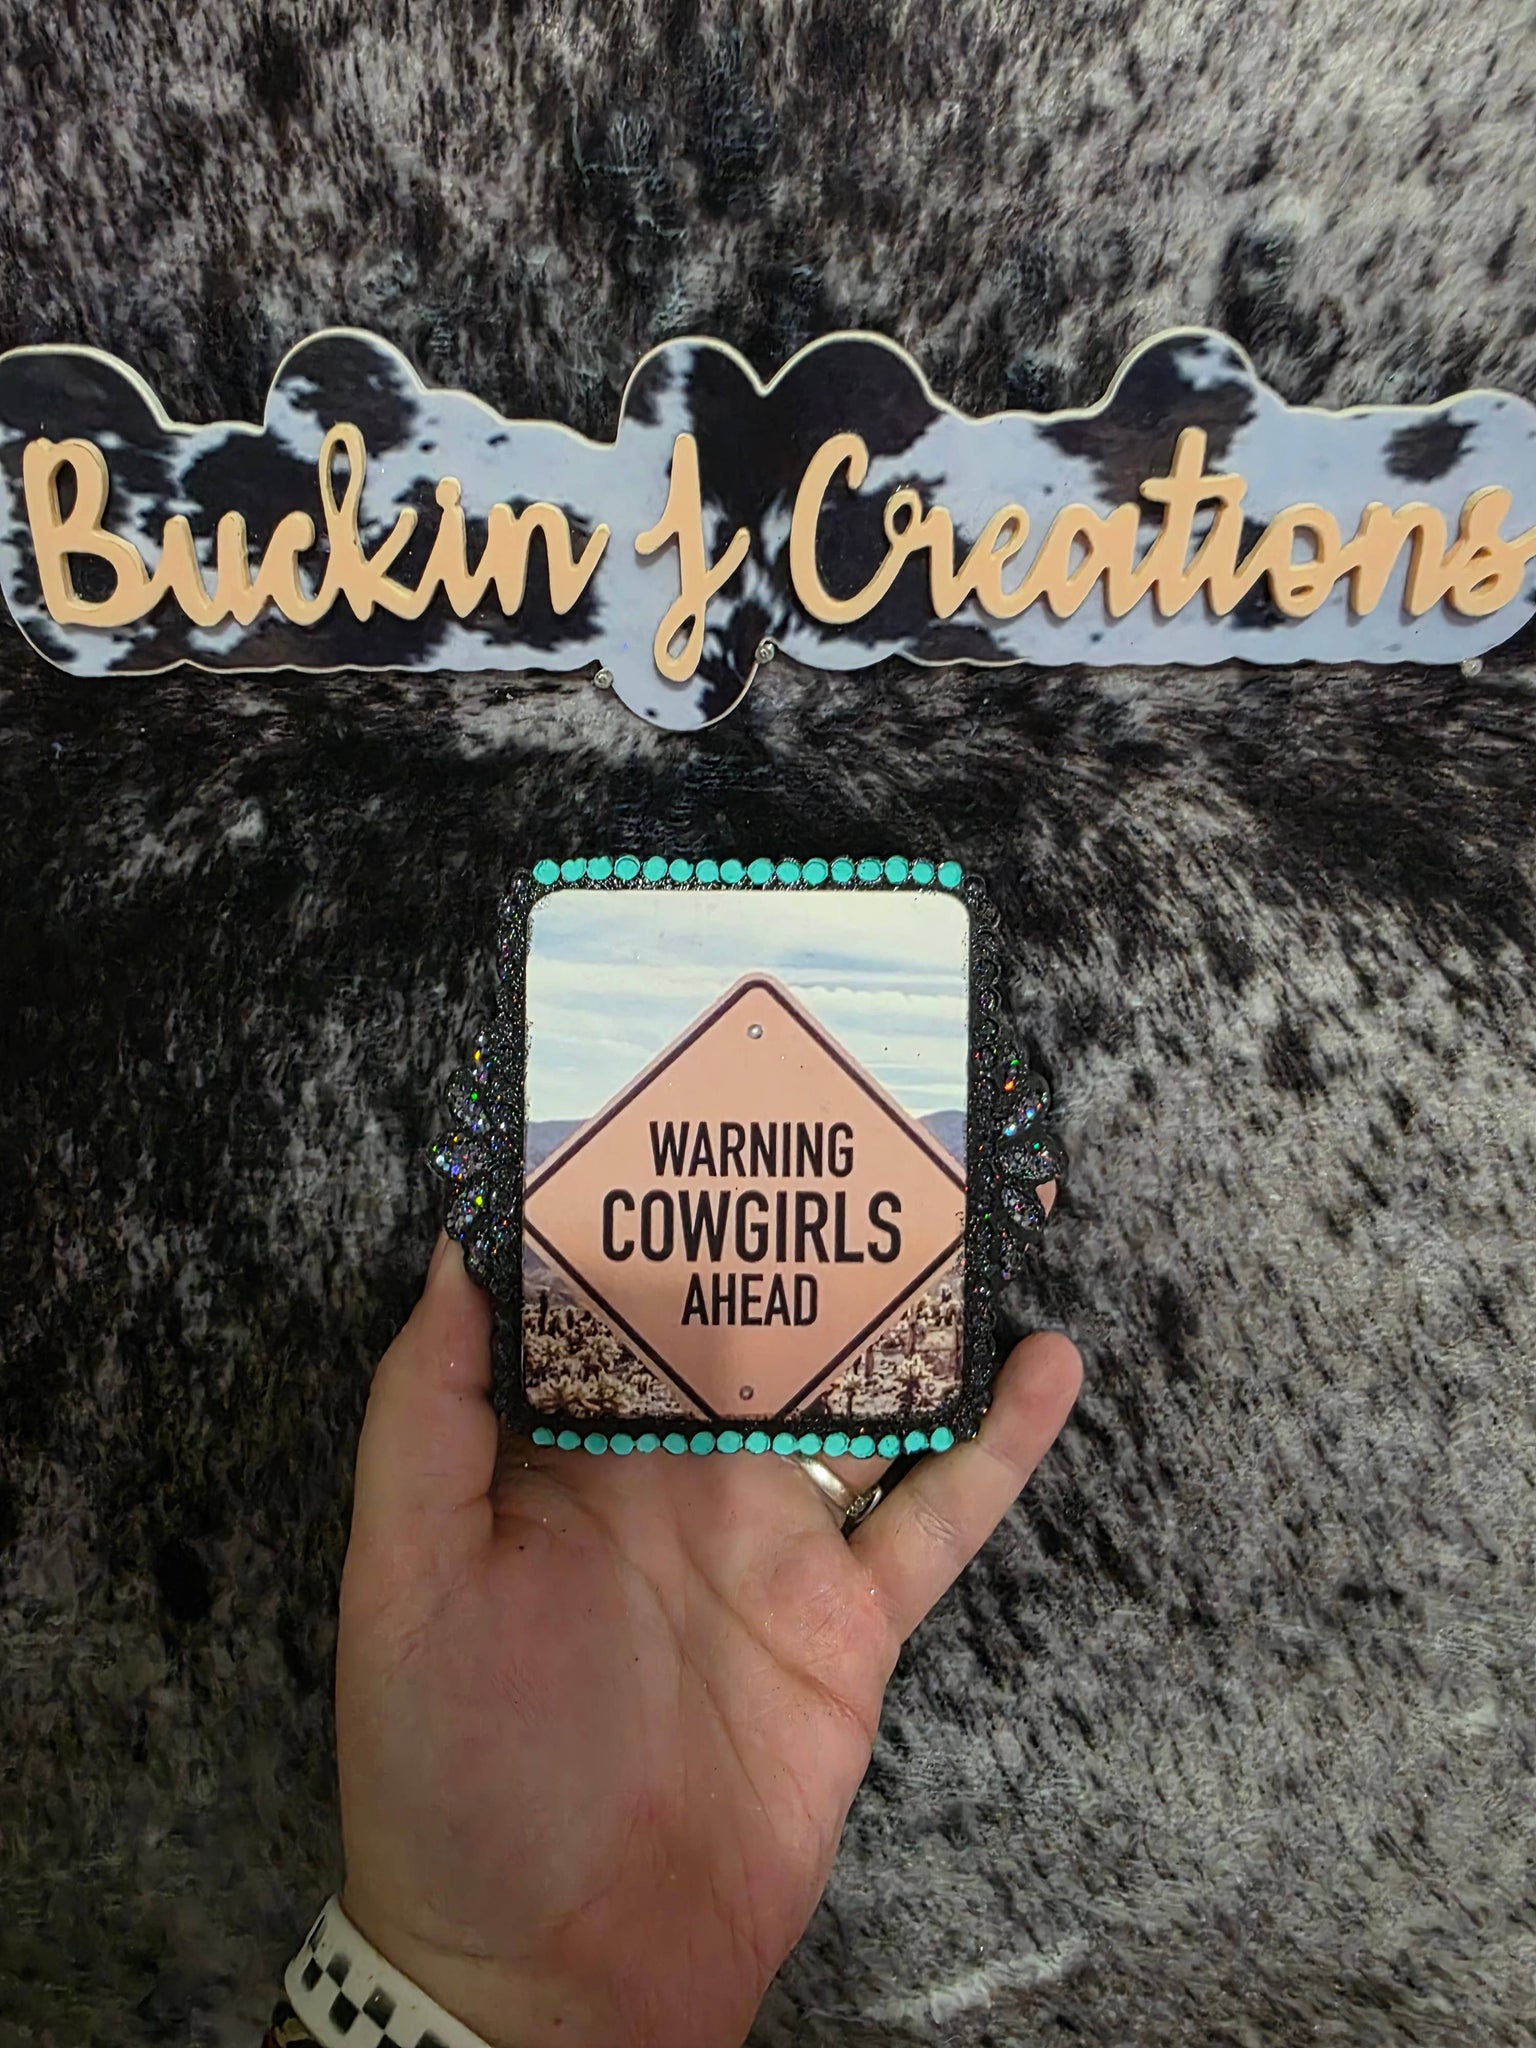 Buckin J Creations
WARNING
COWGIRLS
AHEAD